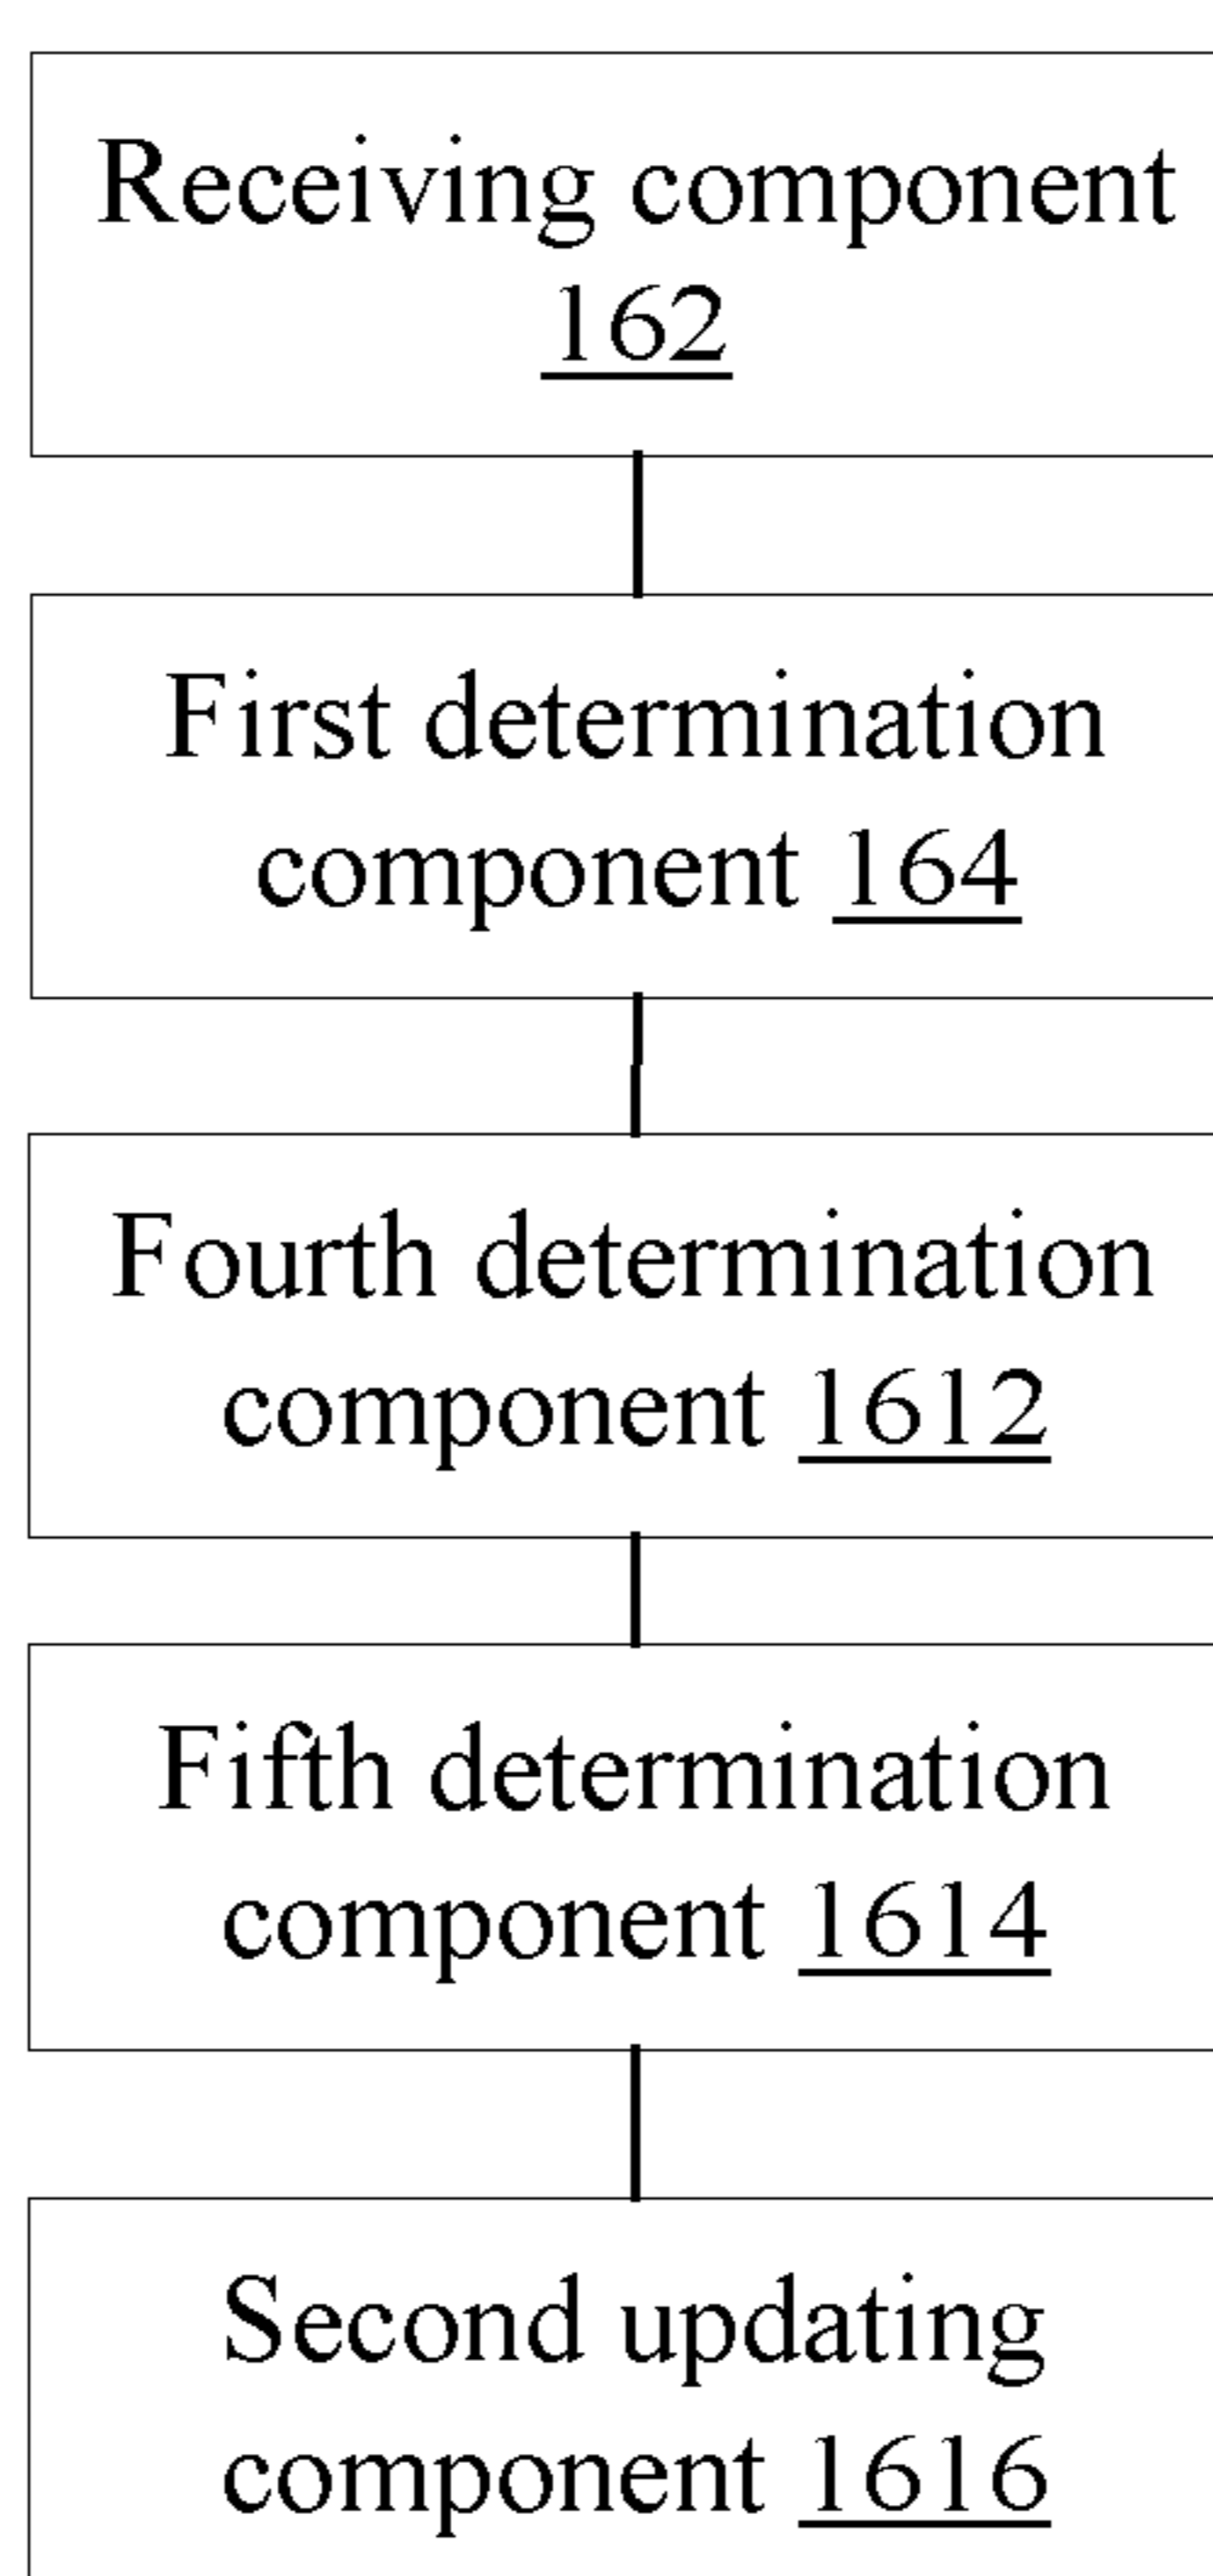 Receiving component
162
First determination
component 164
Fourth determination
component 1612
Fifth determination
component 1614
Second updating
component 1616